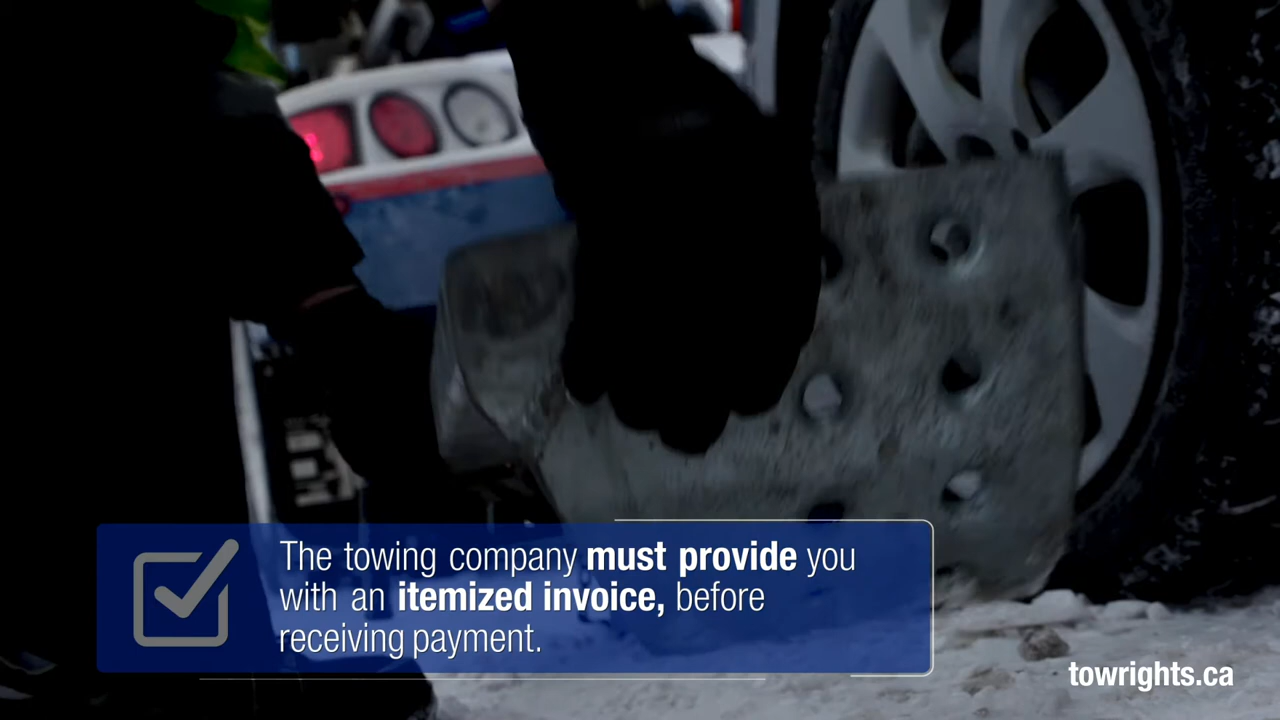 The towing company must provide you
with an itemized invoice, before
receiving payment.
towrights.ca